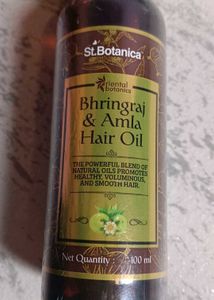 St.Botanica
oriental
botanics
Bhringraj
& Amla
Hair Oil
THE POWERFUL BLEND OF
NATURAL OILS PROMOTES
HEALTHY, VOLUMINOUS,
AND SMOOTH HAIR.
Net Quantity : 100 ml